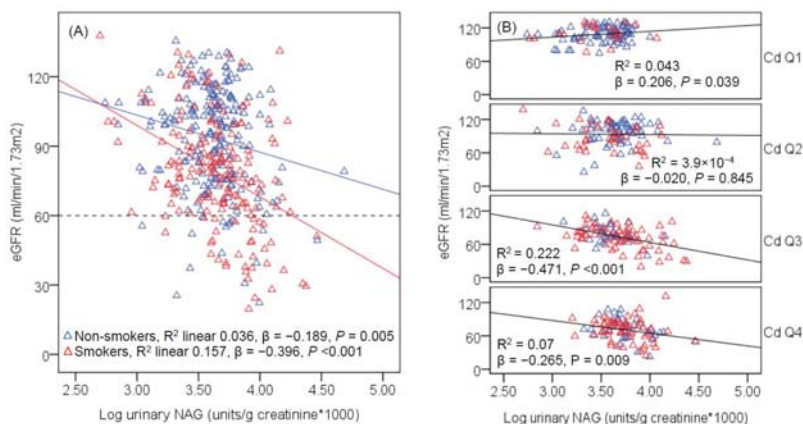 (A)
120
90
60
30
0
eGFR (ml/min/1.73m2)
Non-smokers, R² linear 0.036, β = −0.189, P = 0.005
Smokers, R² linear 0.157, β = −0.396, P <0.001
2.50 3.00 3.50 4.00 4.50 5.00
Log urinary NAG (units/g creatinine*1000)
(B)
120
60
0
R² = 0.043
β = 0.206, P = 0.039
Cd Q1
120
60
0
R² = 3.9×10⁻⁴
β = −0.020, P = 0.845
Cd Q2
120
60
0
R² = 0.222
β = −0.471, P <0.001
Cd Q3
120
60
0
R² = 0.07
β = −0.265, P = 0.009
Cd Q4
eGFR (ml/min/1.73m2)
2.50 3.00 3.50 4.00 4.50 5.00
Log urinary NAG (units/g creatinine*1000)